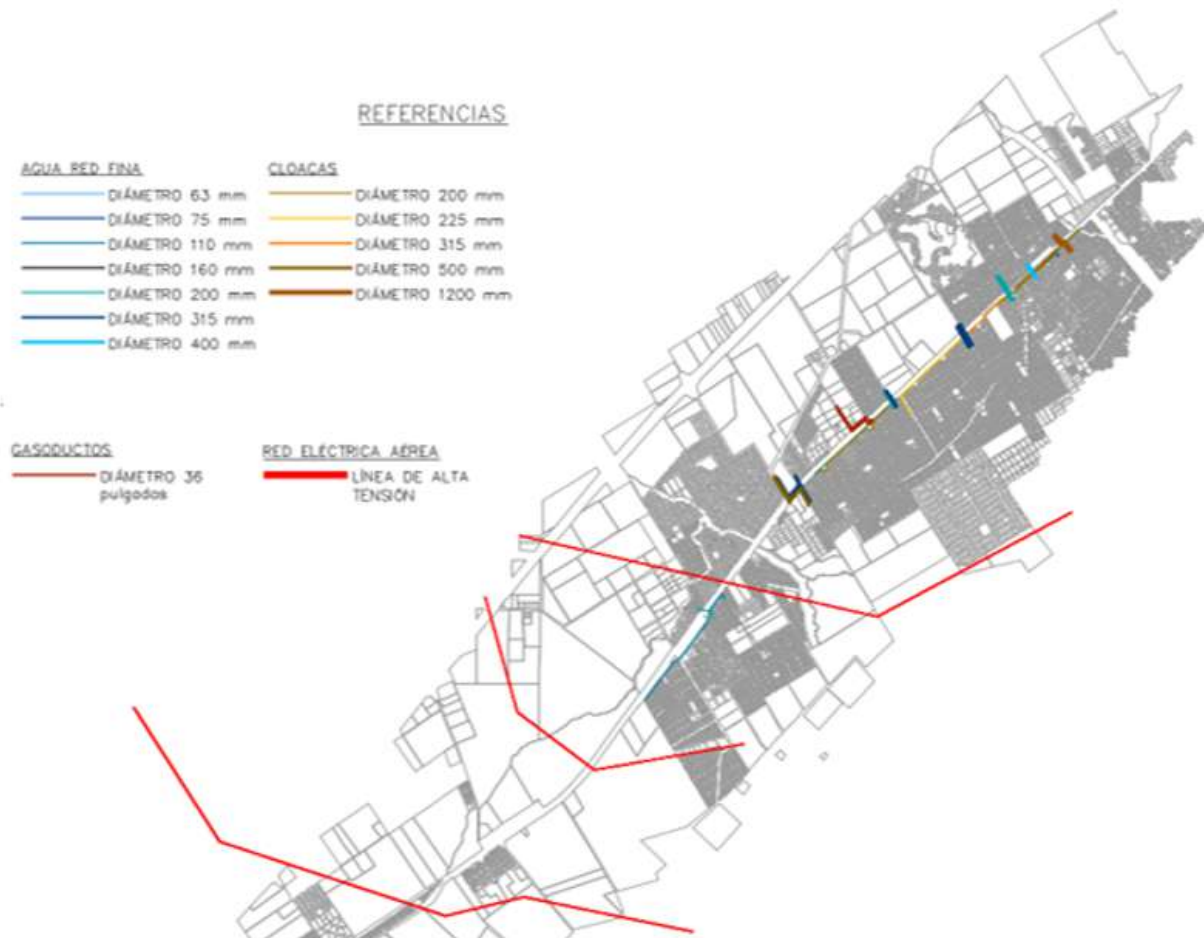 REFERENCIAS
AGUA RED FINA
DIÁMETRO 63 mm
DIÁMETRO 75 mm
DIÁMETRO 110 mm
DIÁMETRO 160 mm
DIÁMETRO 200 mm
DIÁMETRO 315 mm
DIÁMETRO 400 mm
CLOACAS
DIÁMETRO 200 mm
DIÁMETRO 225 mm
DIÁMETRO 315 mm
DIÁMETRO 500 mm
DIÁMETRO 1200 mm
GASODUCTOS
DIÁMETRO 36
pulgadas
RED ELÉCTRICA AÉREA
LÍNEA DE ALTA
TENSIÓN